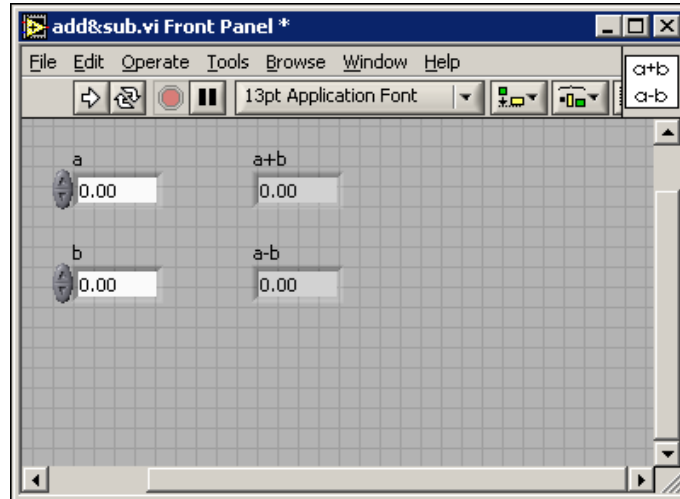 add&sub.vi Front Panel *
File Edit Operate Tools Browse Window Help
a+b
a-b
13pt Application Font
a
a+b
0.00
0.00
b
a-b
0.00
0.00